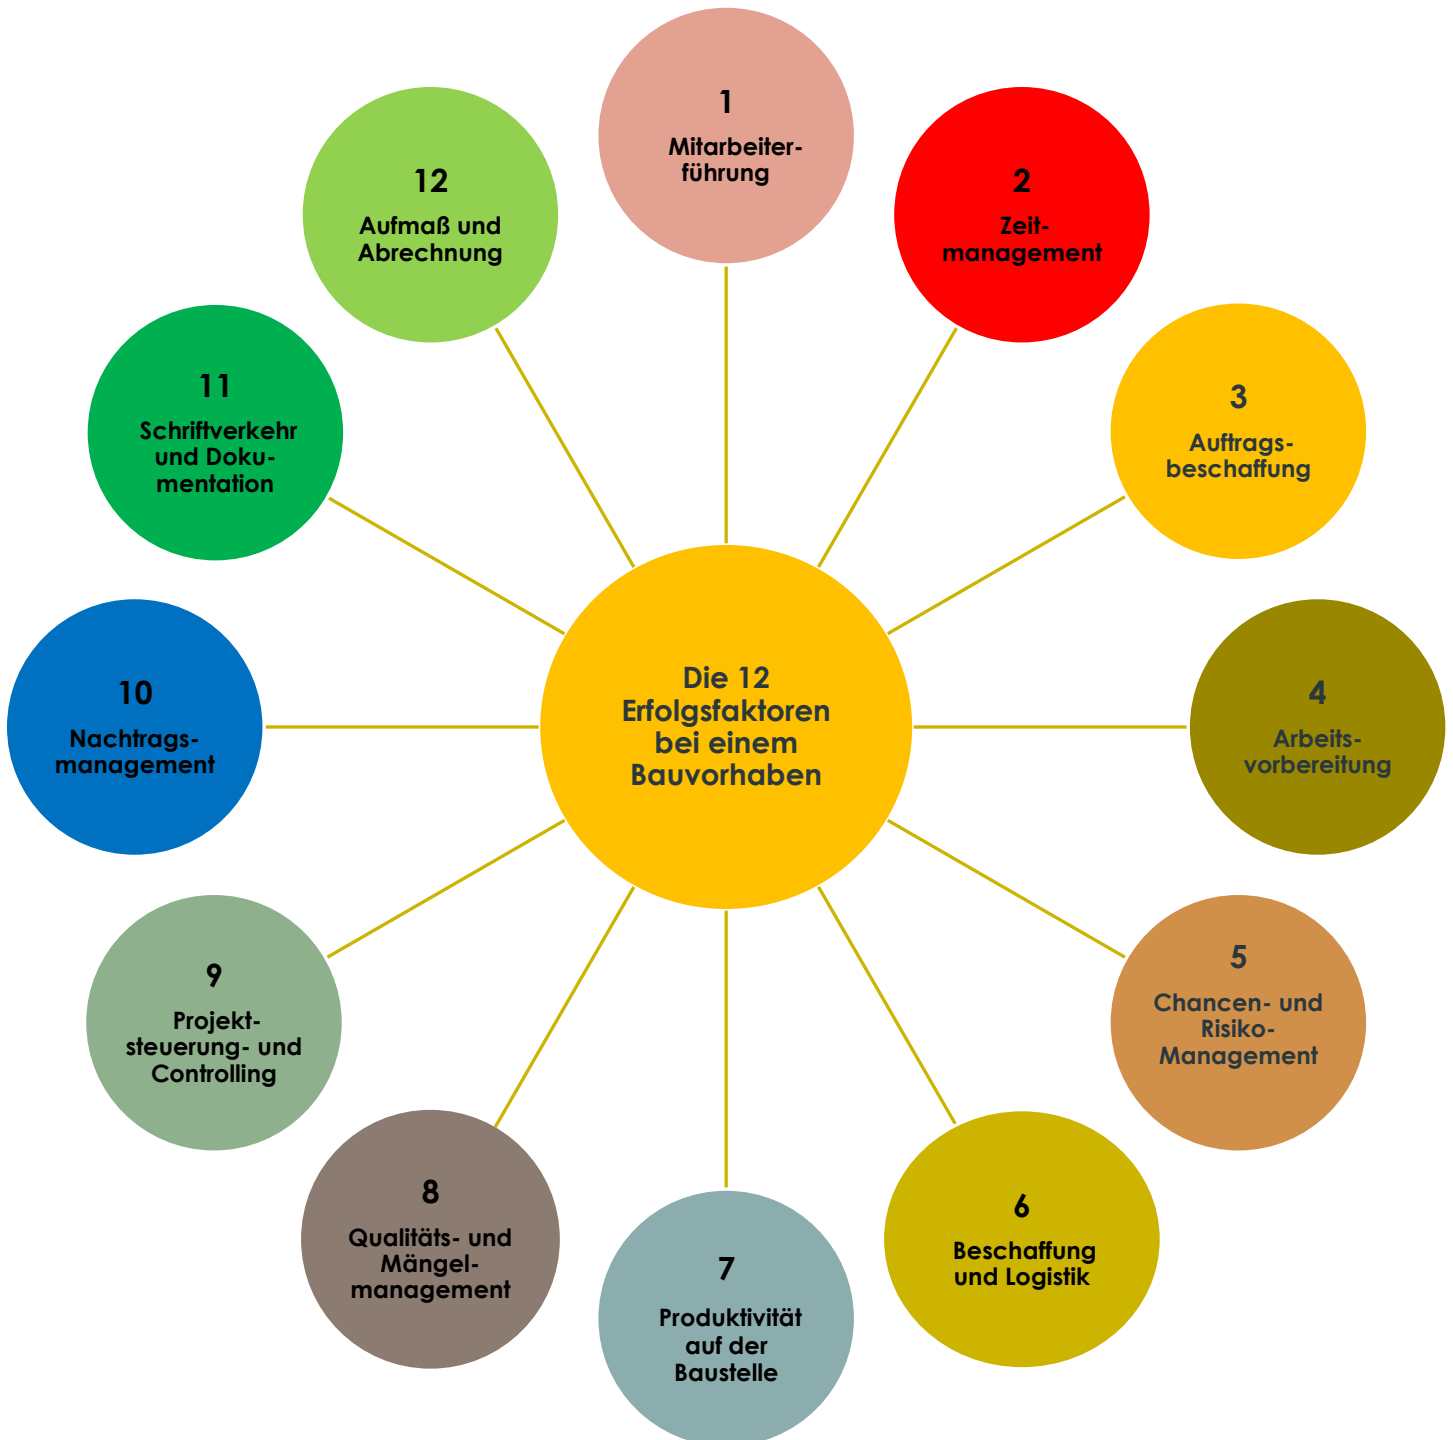 Die 12
Erfolgsfaktoren
bei einem
Bauvorhaben
1
Mitarbeiter-
führung
2
Zeit-
management
3
Auftrags-
beschaffung
4
Arbeits-
vorbereitung
5
Chancen- und
Risiko-
Management
6
Beschaffung
und Logistik
7
Produktivität
auf der
Baustelle
8
Qualitäts- und
Mängel-
management
9
Projekt-
steuerung- und
Controlling
10
Nachtrags-
management
11
Schriftverkehr
und Doku-
mentation
12
Aufmaß und
Abrechnung